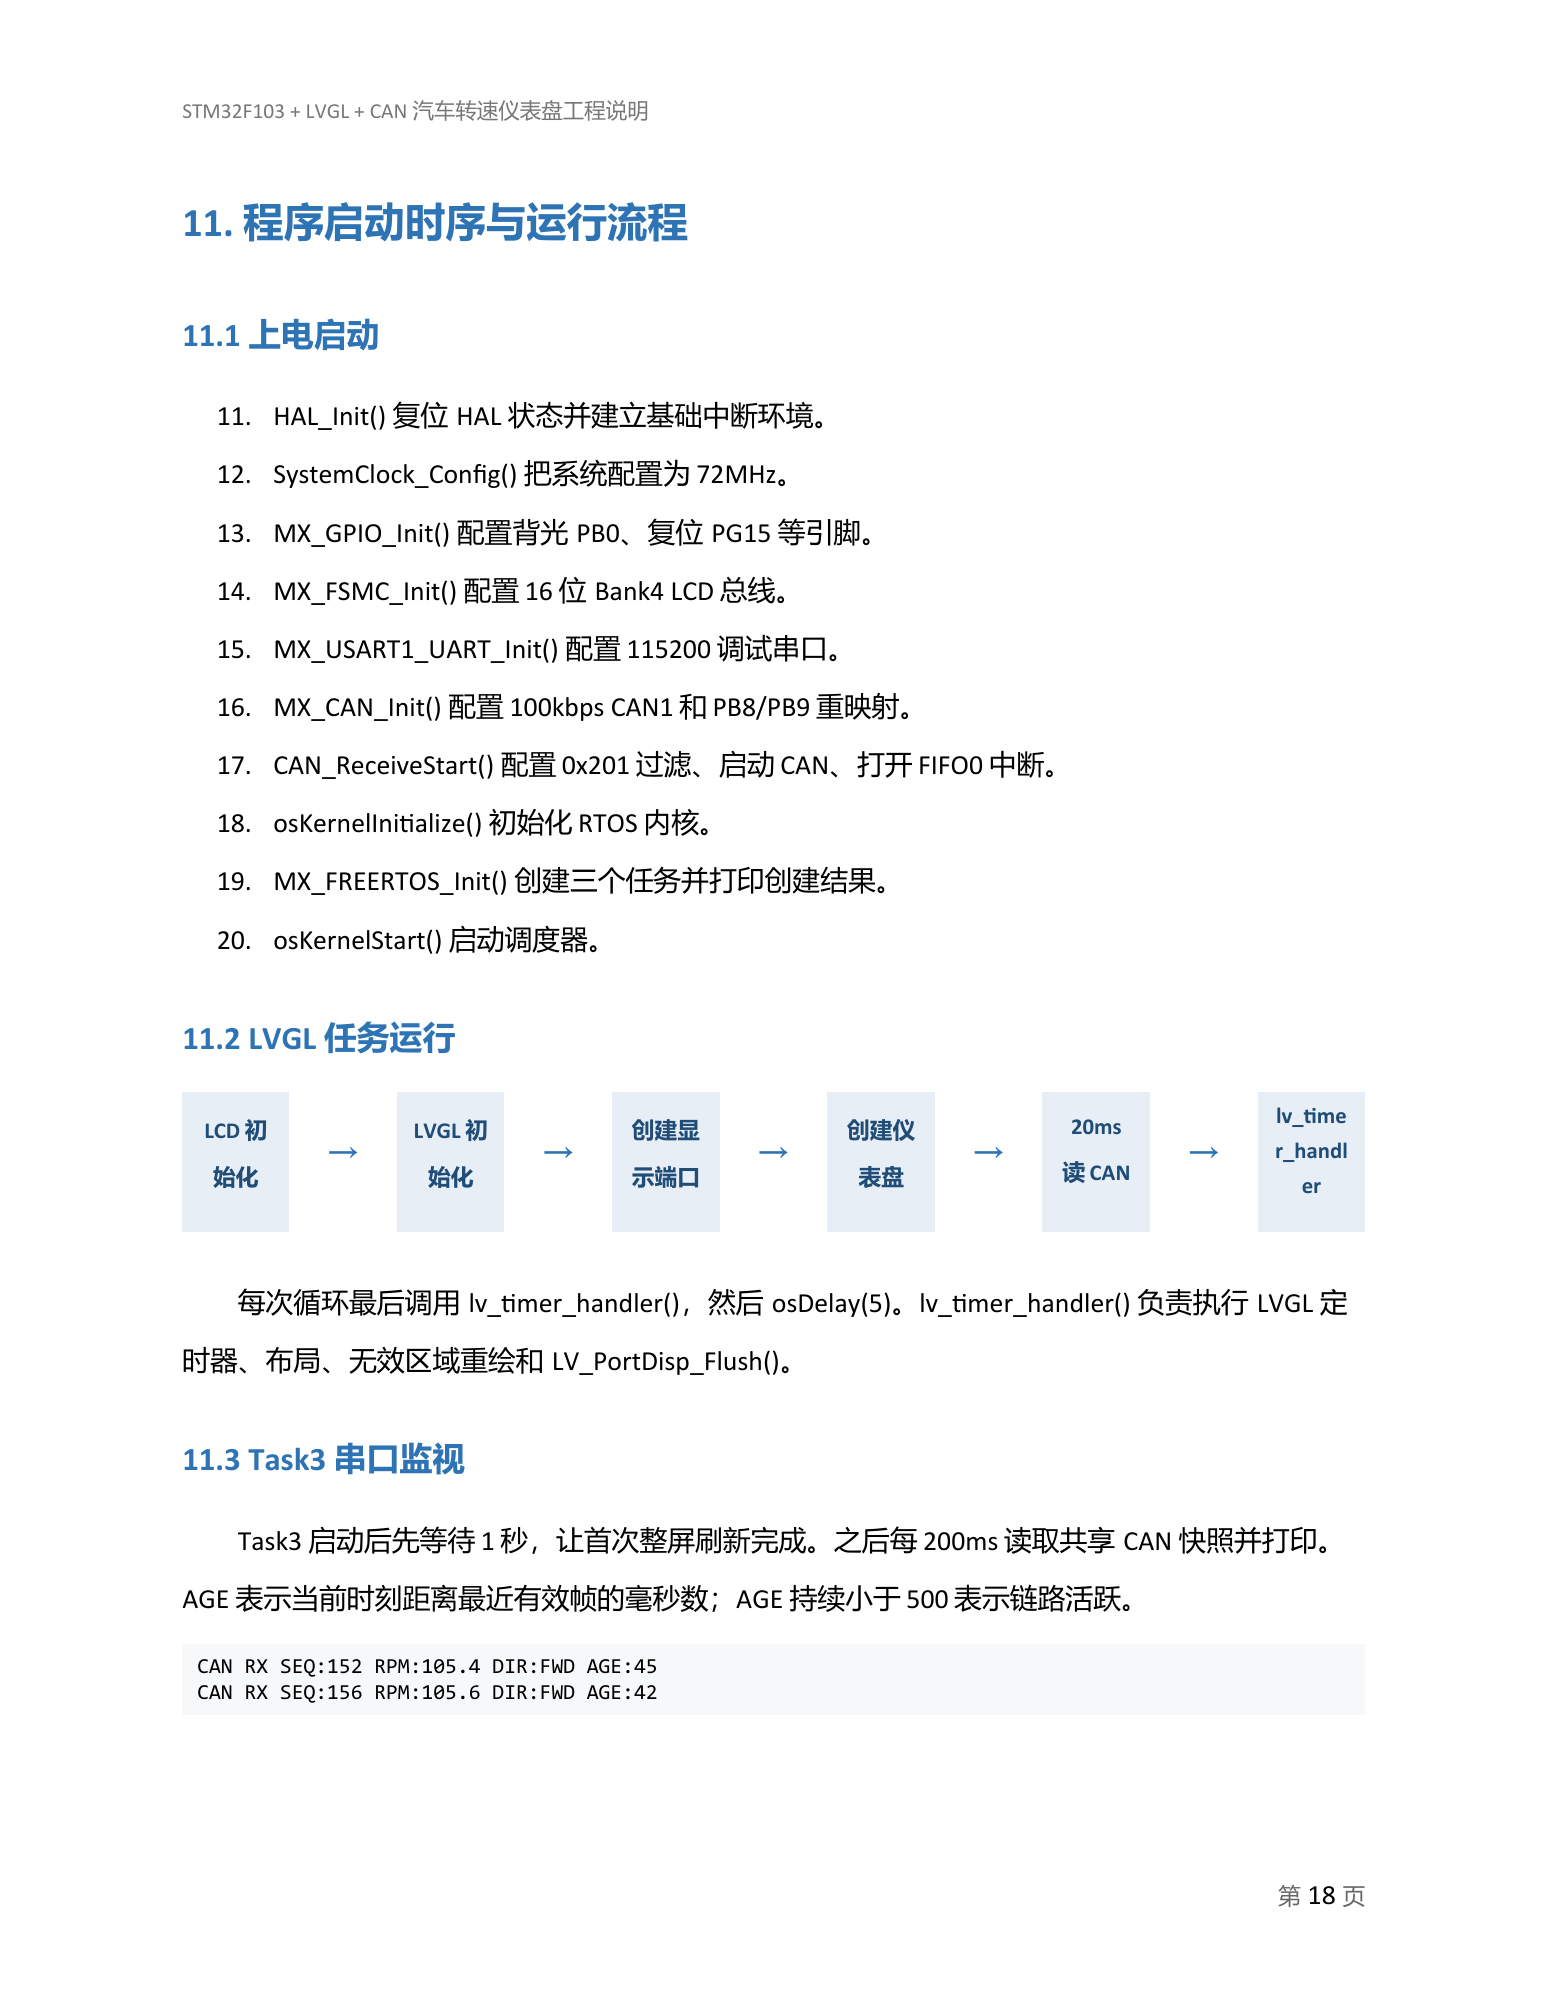 STM32F103 + LVGL + CAN 汽车转速仪表盘工程说明
11. 程序启动时序与运行流程
11.1 上电启动
11. HAL_Init() 复位 HAL 状态并建立基础中断环境。
12. SystemClock_Config() 把系统配置为 72MHz。
13. MX_GPIO_Init() 配置背光 PB0、复位 PG15 等引脚。
14. MX_FSMC_Init() 配置 16 位 Bank4 LCD 总线。
15. MX_USART1_UART_Init() 配置 115200 调试串口。
16. MX_CAN_Init() 配置 100kbps CAN1 和 PB8/PB9 重映射。
17. CAN_ReceiveStart() 配置 0x201 过滤、启动 CAN、打开 FIFO0 中断。
18. osKernelInitialize() 初始化 RTOS 内核。
19. MX_FREERTOS_Init() 创建三个任务并打印创建结果。
20. osKernelStart() 启动调度器。
11.2 LVGL 任务运行
LCD 初
始化
→
LVGL 初
始化
→
创建显
示端口
→
创建仪
表盘
→
20ms
读 CAN
→
lv_time
r_handl
er
每次循环最后调用 lv_timer_handler()，然后 osDelay(5)。lv_timer_handler() 负责执行 LVGL 定
时器、布局、无效区域重绘和 LV_PortDisp_Flush()。
11.3 Task3 串口监视
Task3 启动后先等待 1 秒，让首次整屏刷新完成。之后每 200ms 读取共享 CAN 快照并打印。
AGE 表示当前时刻距离最近有效帧的毫秒数；AGE 持续小于 500 表示链路活跃。
CAN RX SEQ:152 RPM:105.4 DIR:FWD AGE:45
CAN RX SEQ:156 RPM:105.6 DIR:FWD AGE:42
第 18 页